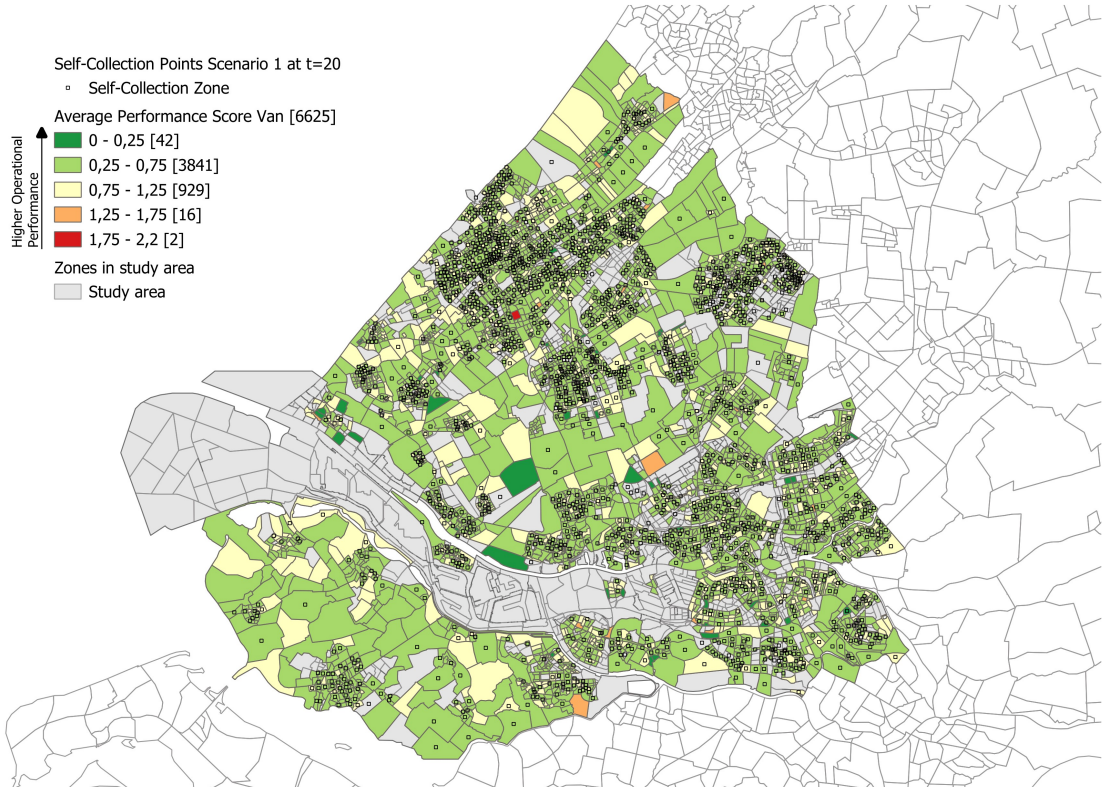 Self-Collection Points Scenario 1 at t=20
Self-Collection Zone
Average Performance Score Van [6625]
Higher Operational
Performance
0 - 0,25 [42]
0,25 - 0,75 [3841]
0,75 - 1,25 [929]
1,25 - 1,75 [16]
1,75 - 2,2 [2]
Zones in study area
Study area